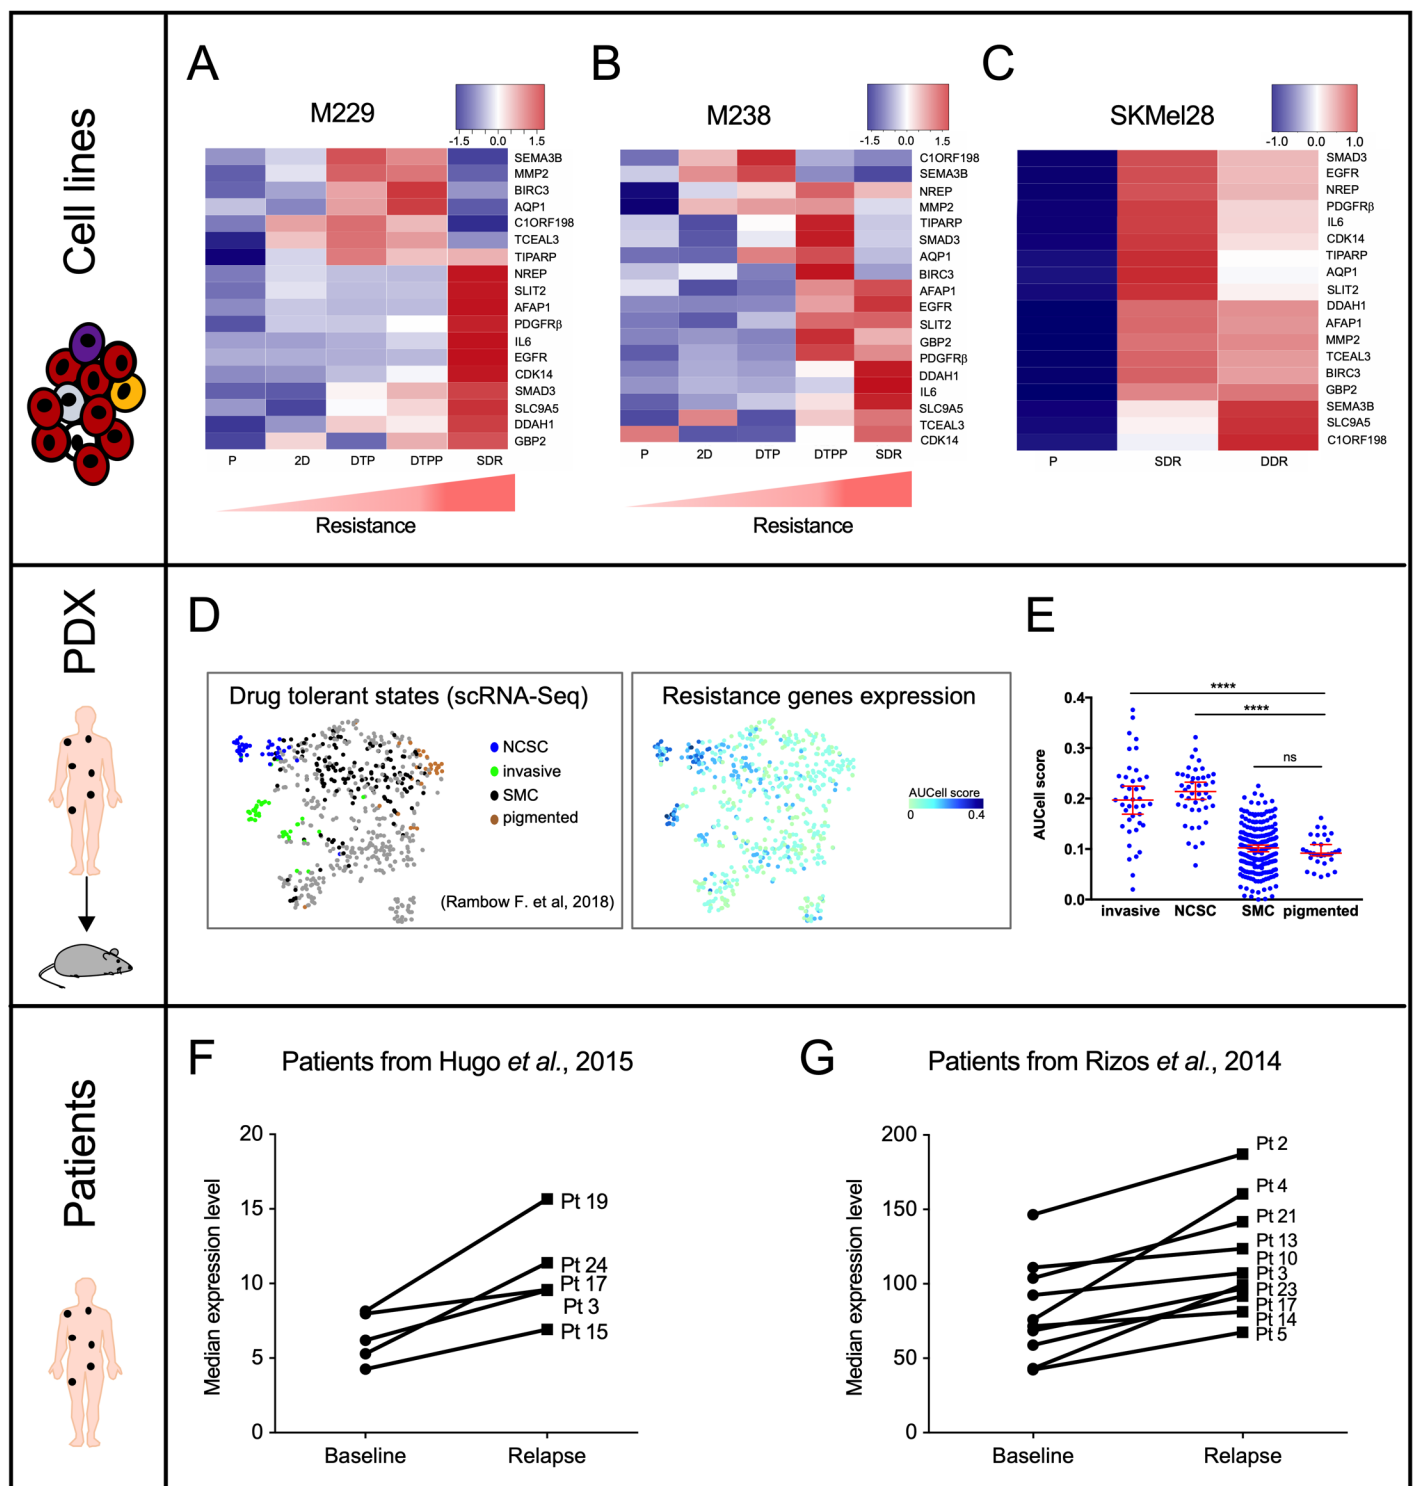 Cell lines
A
M229
-1.5 0.0 1.5
SEMA3B
MMP2
BIRC3
AQP1
C1ORF198
TCEAL3
TIPARP
NREP
SLIT2
AFAP1
PDGFRβ
IL6
EGFR
CDK14
SMAD3
SLC9A5
DDAH1
GBP2
P 2D DTP DTPP SDR
Resistance
B
M238
-1.5 0.0 1.5
C1ORF198
SEMA3B
NREP
MMP2
TIPARP
SMAD3
AQP1
BIRC3
AFAP1
EGFR
SLIT2
GBP2
PDGFRβ
DDAH1
IL6
SLC9A5
TCEAL3
CDK14
P 2D DTP DTPP SDR
Resistance
C
SKMel28
-1.0 0.0 1.0
SMAD3
EGFR
NREP
PDGFRβ
IL6
CDK14
TIPARP
AQP1
SLIT2
DDAH1
AFAP1
MMP2
TCEAL3
BIRC3
GBP2
SEMA3B
SLC9A5
C1ORF198
P SDR DDR
PDX
D
Drug tolerant states (scRNA-Seq)
NCSC
invasive
SMC
pigmented
(Rambow F. et al, 2018)
Resistance genes expression
AUCell score
0 0.4
E
AUCell score
0.4
0.3
0.2
0.1
0.0
****
****
ns
invasive NCSC SMC pigmented
Patients
F
Patients from Hugo et al., 2015
Median expression level
20
15
10
5
0
Pt 19
Pt 24
Pt 17
Pt 3
Pt 15
Baseline Relapse
G
Patients from Rizos et al., 2014
Median expression level
200
150
100
50
0
Pt 2
Pt 4
Pt 21
Pt 13
Pt 10
Pt 3
Pt 23
Pt 17
Pt 14
Pt 5
Baseline Relapse